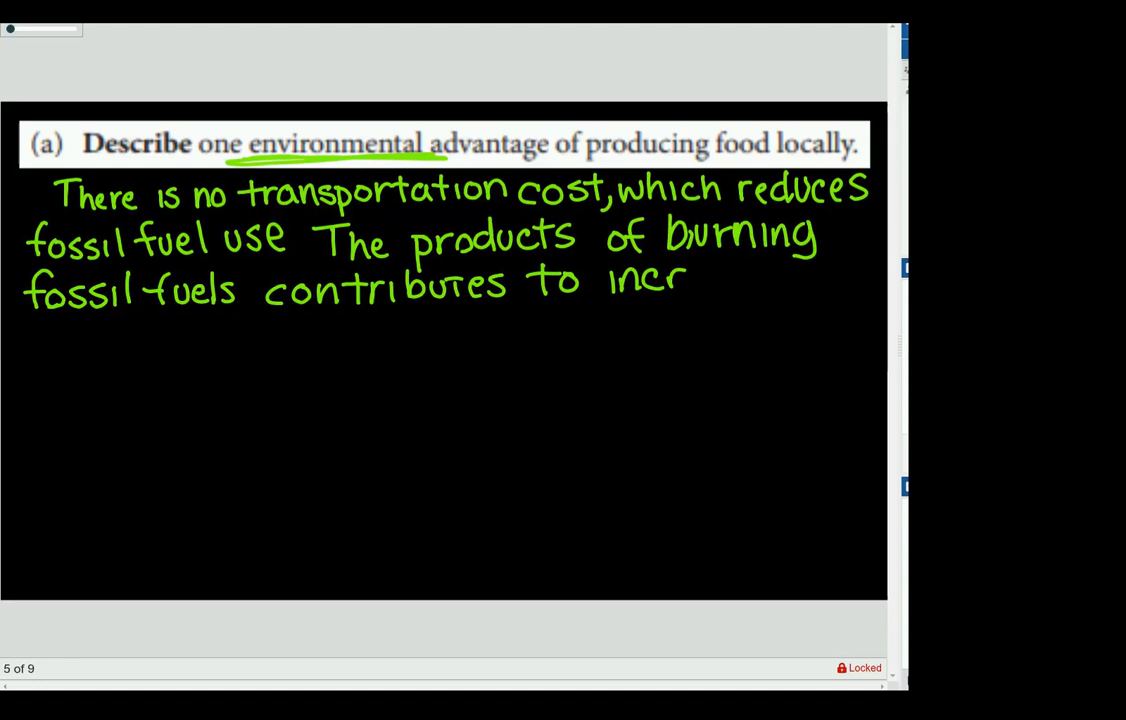 (a) Describe one environmental advantage of producing food locally.
There is no transportation cost, which reduces
fossil fuel use The products of burning
fossil fuels contributes to incr
5 of 9
Locked